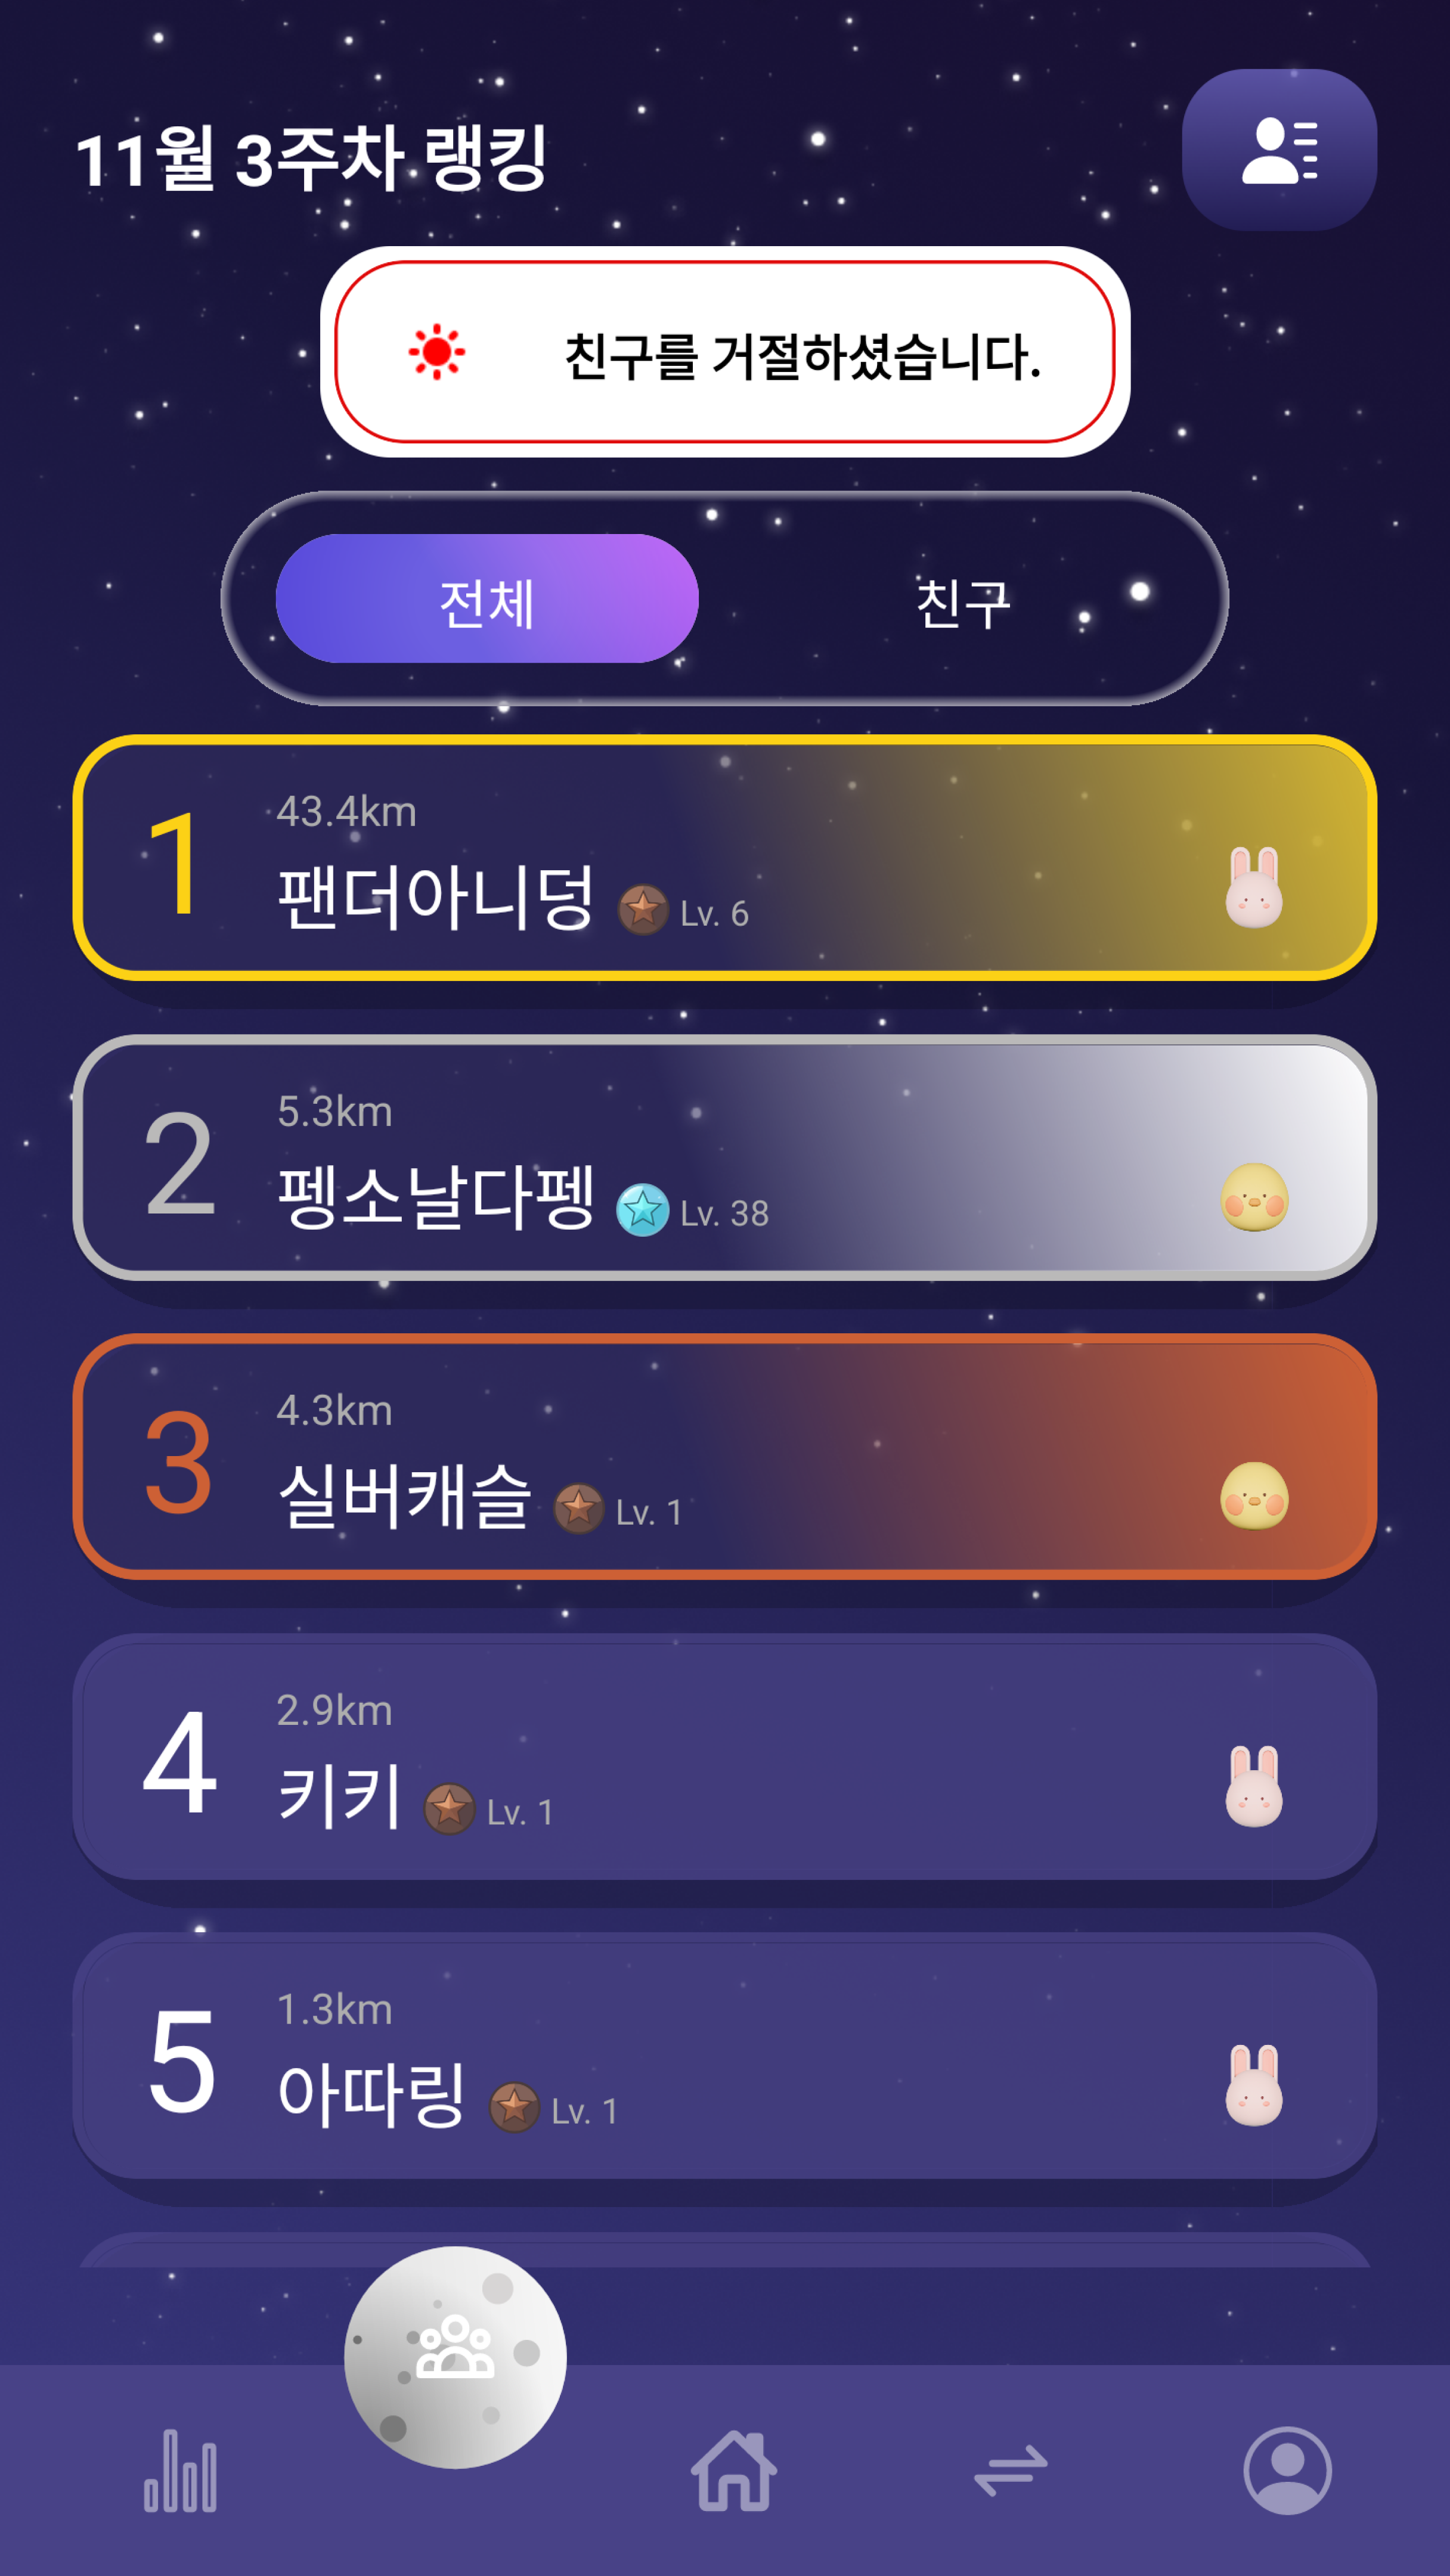 11월 3주차 랭킹
친구를 거절하셨습니다.
전체 친구
1
43.4km
팬더아니덩 Lv. 6
2
5.3km
펭소날다펭 Lv. 38
3
4.3km
실버캐슬 Lv. 1
4
2.9km
키키 Lv. 1
5
1.3km
아따링 Lv. 1